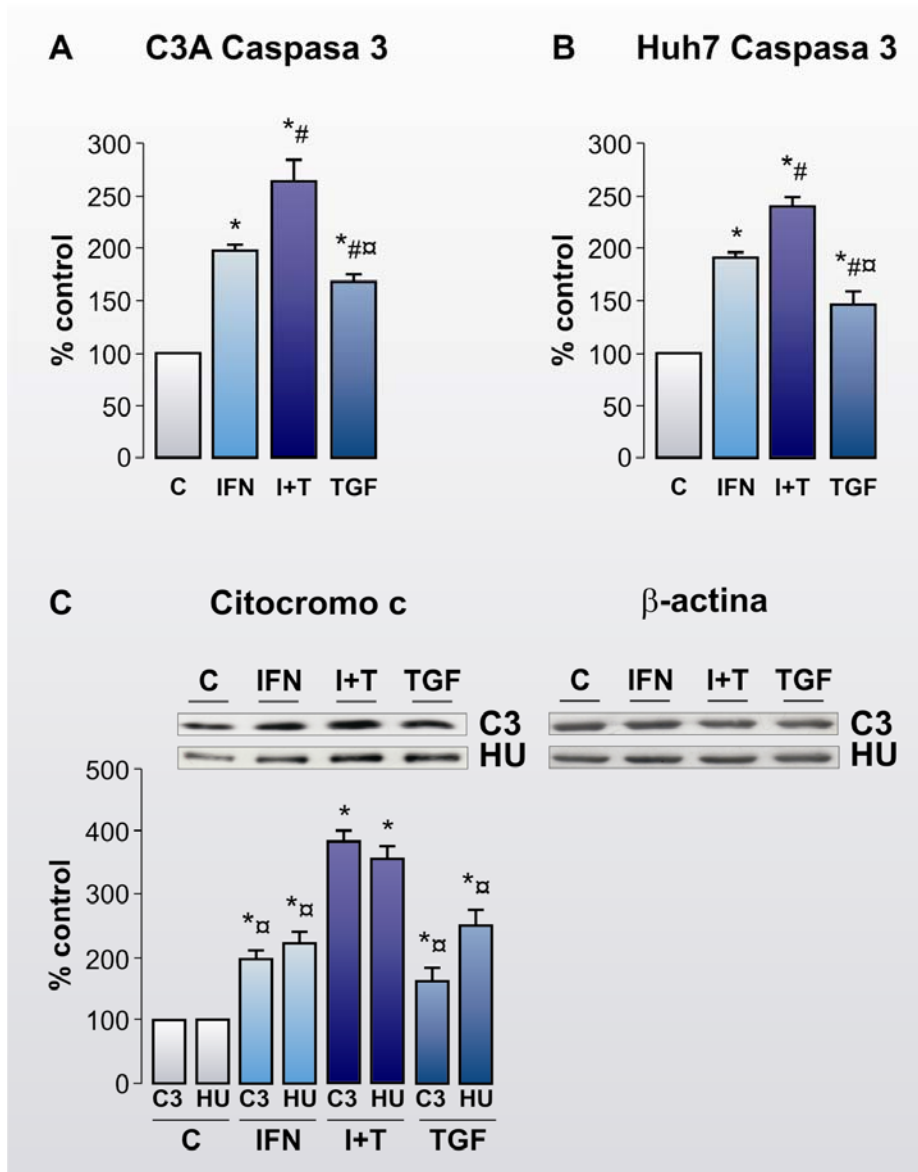 A C3A Caspasa 3
% control
300
250
200
150
100
50
0
*
*#
*#¤
C IFN I+T TGF
B Huh7 Caspasa 3
% control
300
250
200
150
100
50
0
*
*#
*#¤
C IFN I+T TGF
C Citocromo c
C IFN I+T TGF
C3
HU
β-actina
C IFN I+T TGF
C3
HU
% control
500
400
300
200
100
0
*¤ *¤ * * *¤ *¤
C3 HU C3 HU C3 HU C3 HU
C IFN I+T TGF